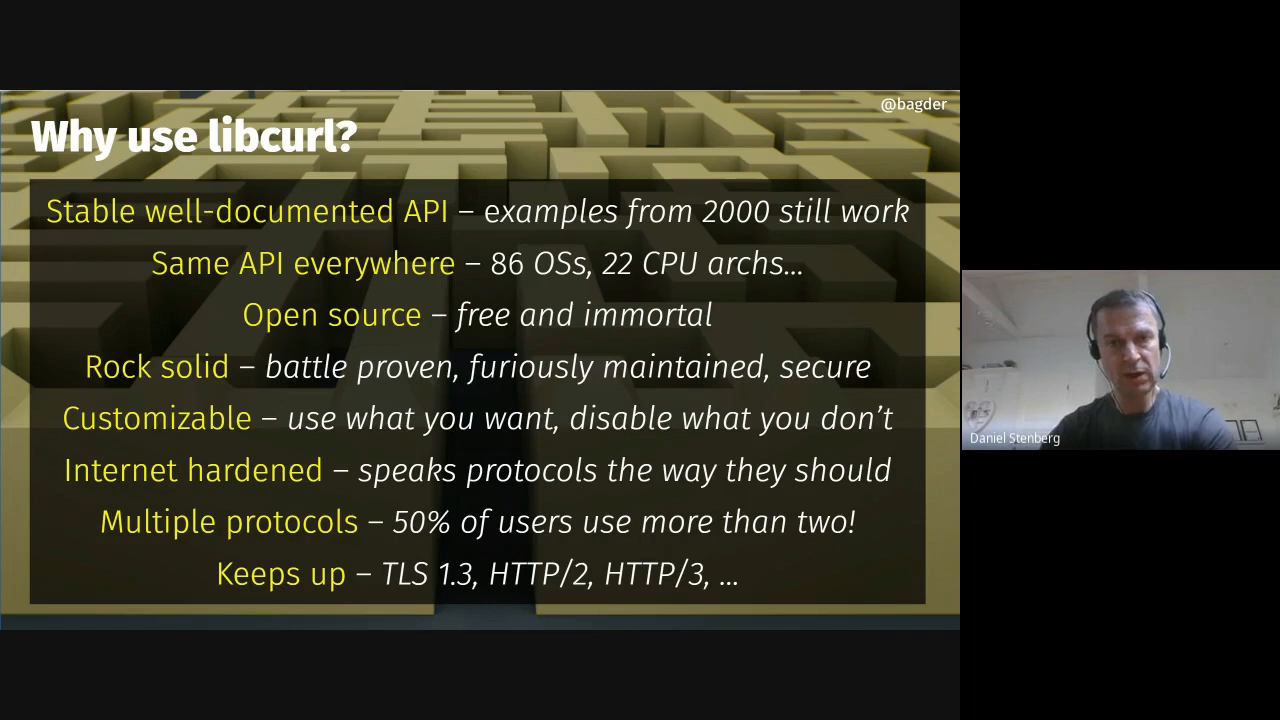 @bagder
Why use libcurl?
Stable well-documented API – examples from 2000 still work
Same API everywhere – 86 OSs, 22 CPU archs...
Open source – free and immortal
Rock solid – battle proven, furiously maintained, secure
Customizable – use what you want, disable what you don’t
Internet hardened – speaks protocols the way they should
Multiple protocols – 50% of users use more than two!
Keeps up – TLS 1.3, HTTP/2, HTTP/3, ...
Daniel Stenberg